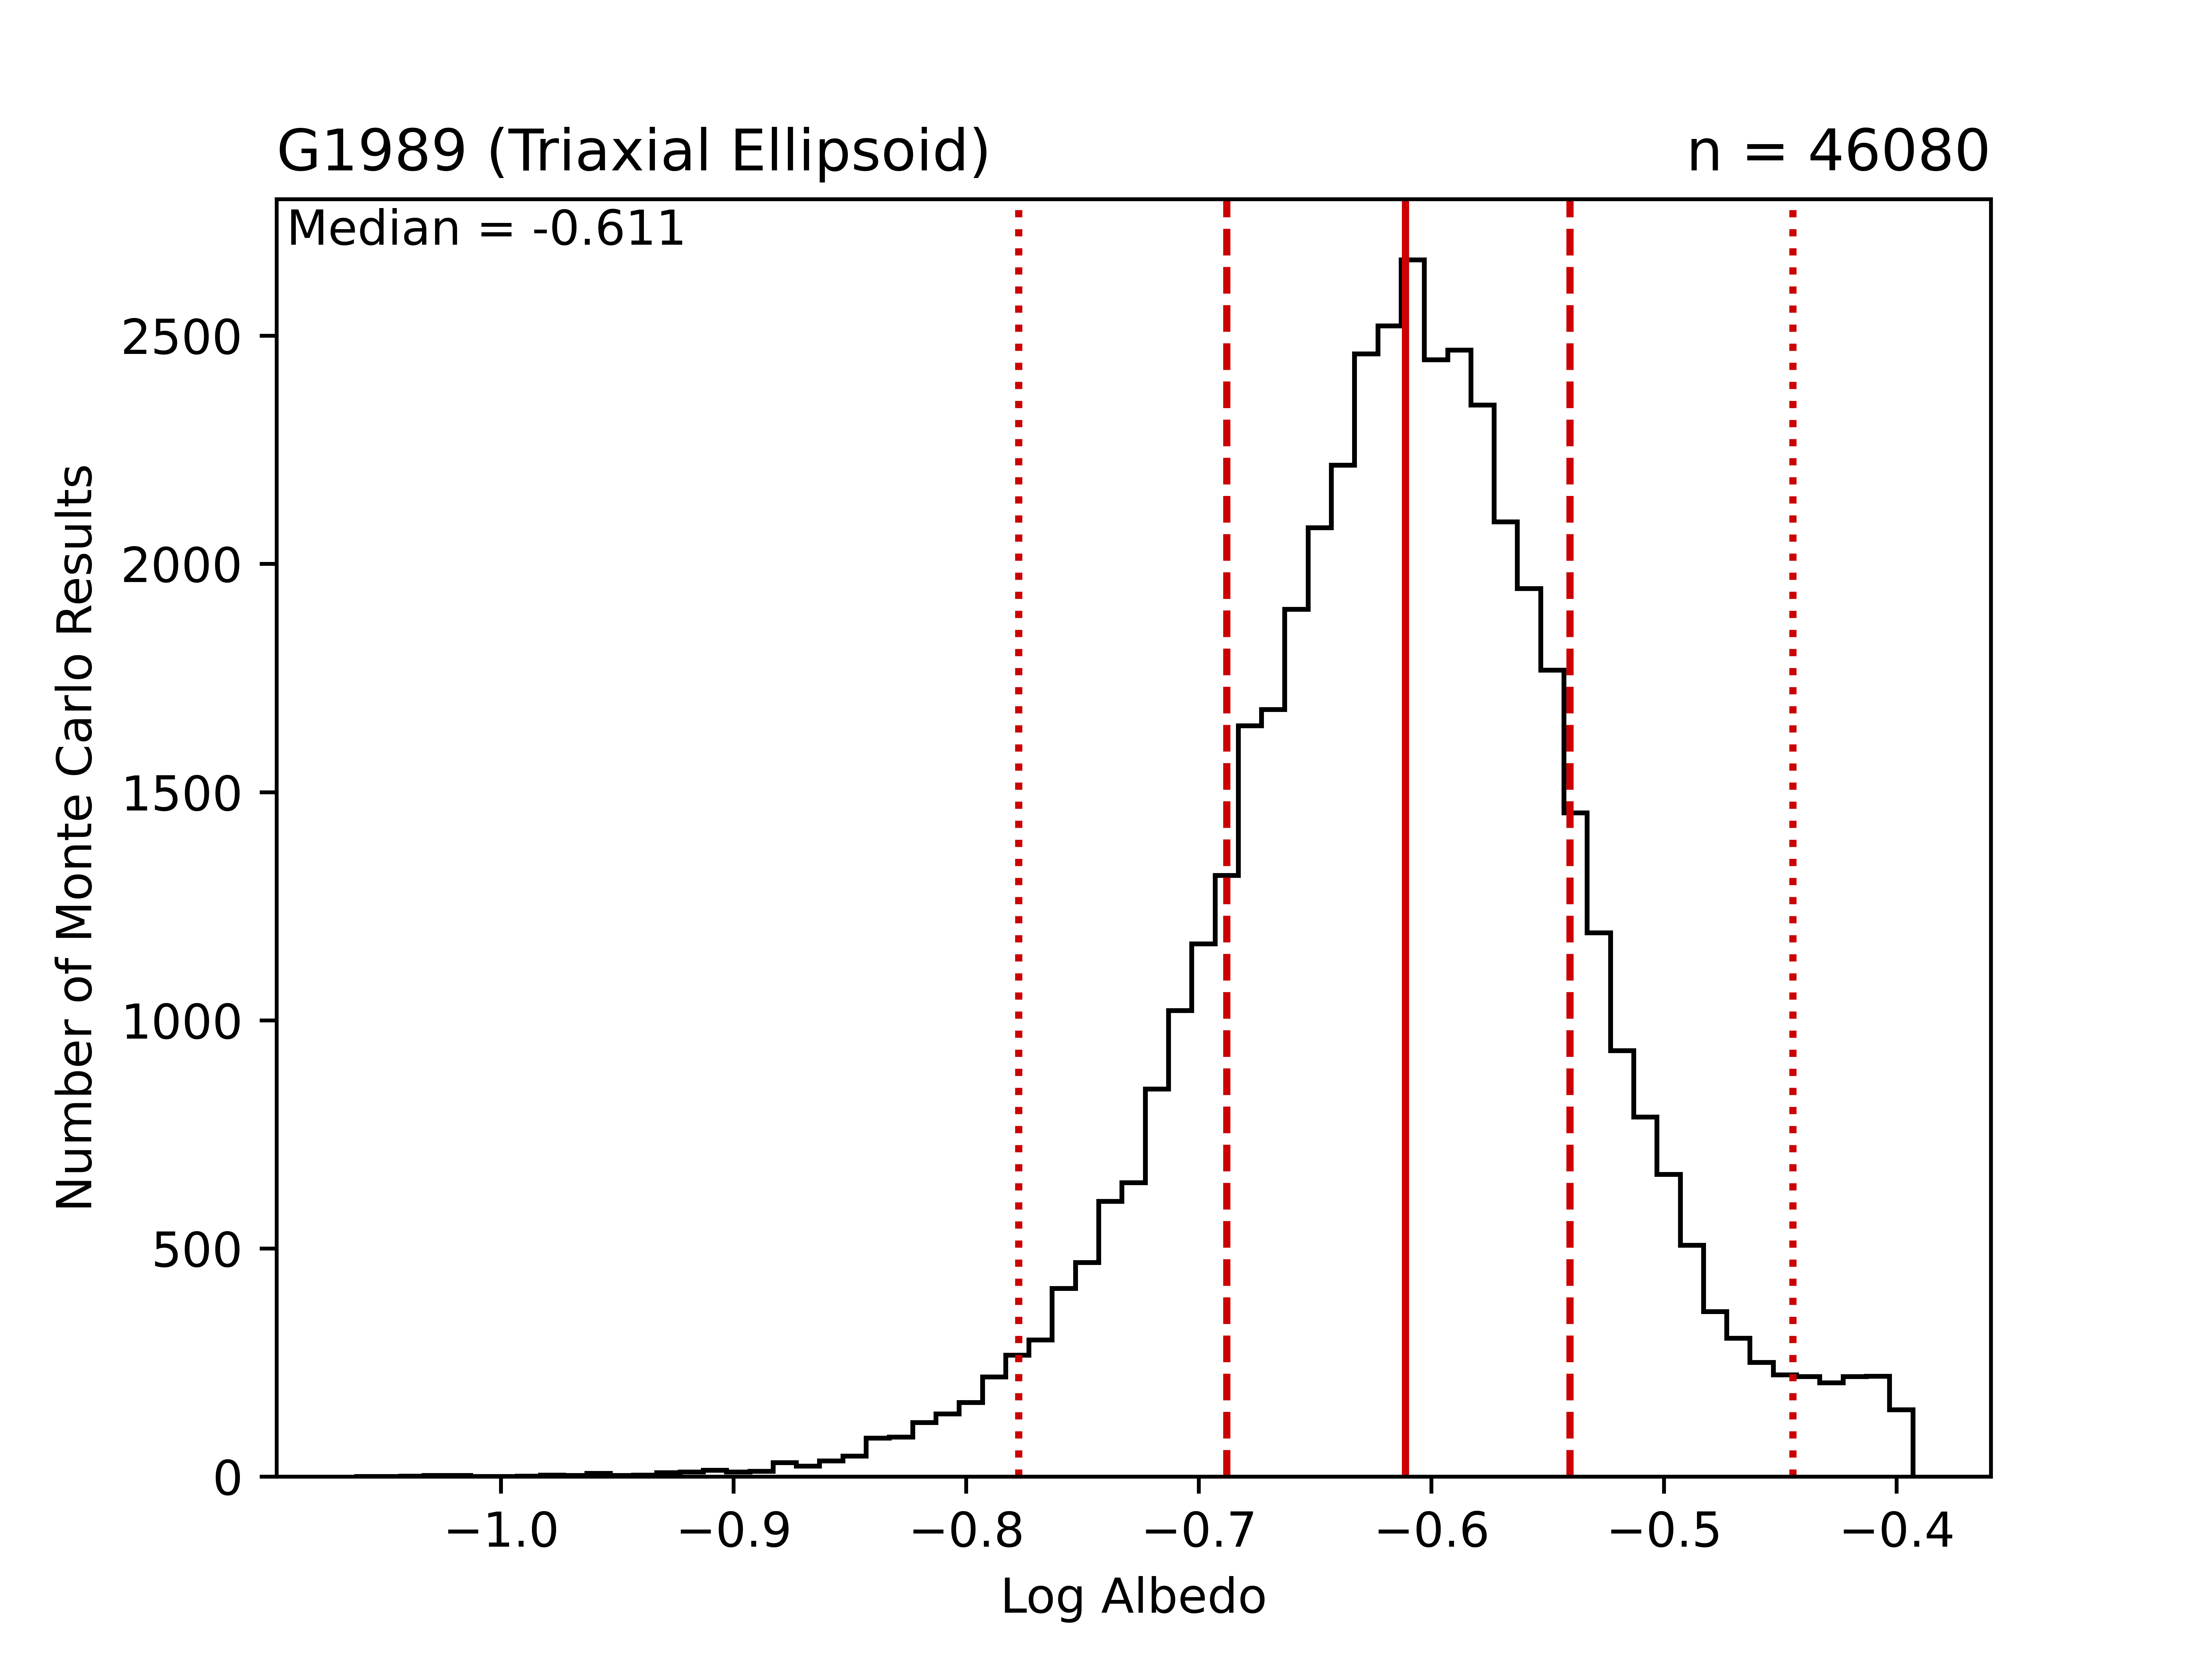 G1989 (Triaxial Ellipsoid)
n = 46080
Median = -0.611
Number of Monte Carlo Results
2500
2000
1500
1000
500
0
−1.0
−0.9
−0.8
−0.7
−0.6
−0.5
−0.4
Log Albedo